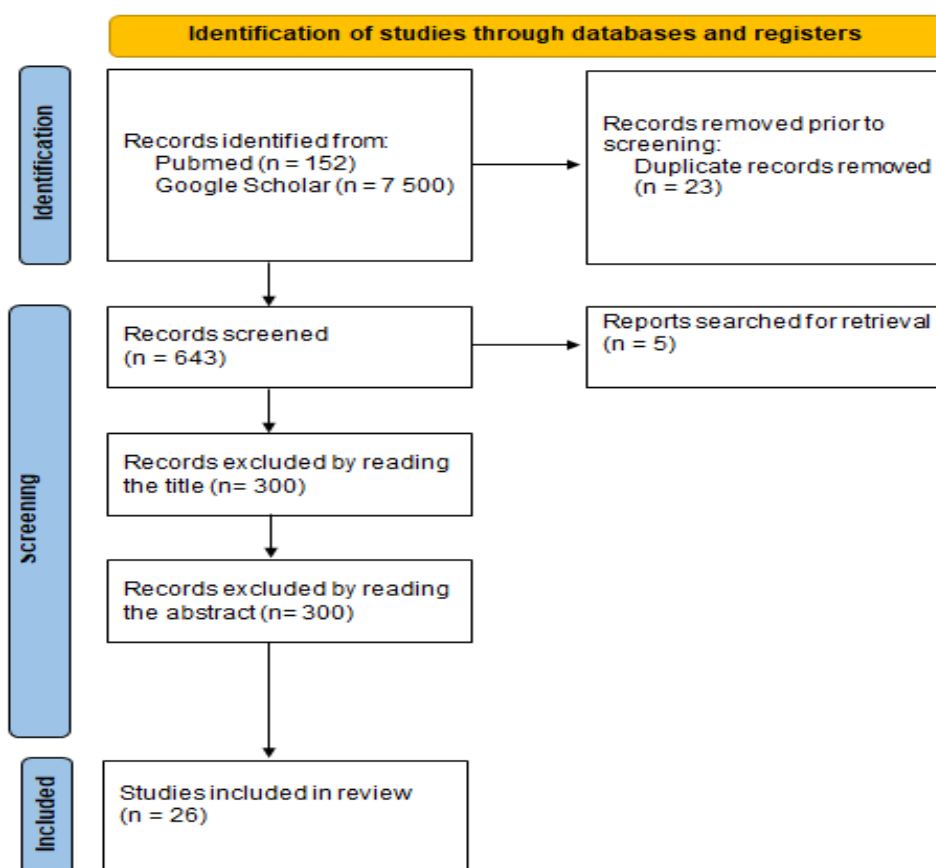 Identification of studies through databases and registers
Identification
Records identified from:
Pubmed (n = 152)
Google Scholar (n = 7 500)
Records removed prior to
screening:
Duplicate records removed
(n = 23)
screening
Records screened
(n = 643)
Reports searched for retrieval
(n = 5)
Records excluded by reading
the title (n= 300)
Records excluded by reading
the abstract (n= 300)
Included
Studies included in review
(n = 26)